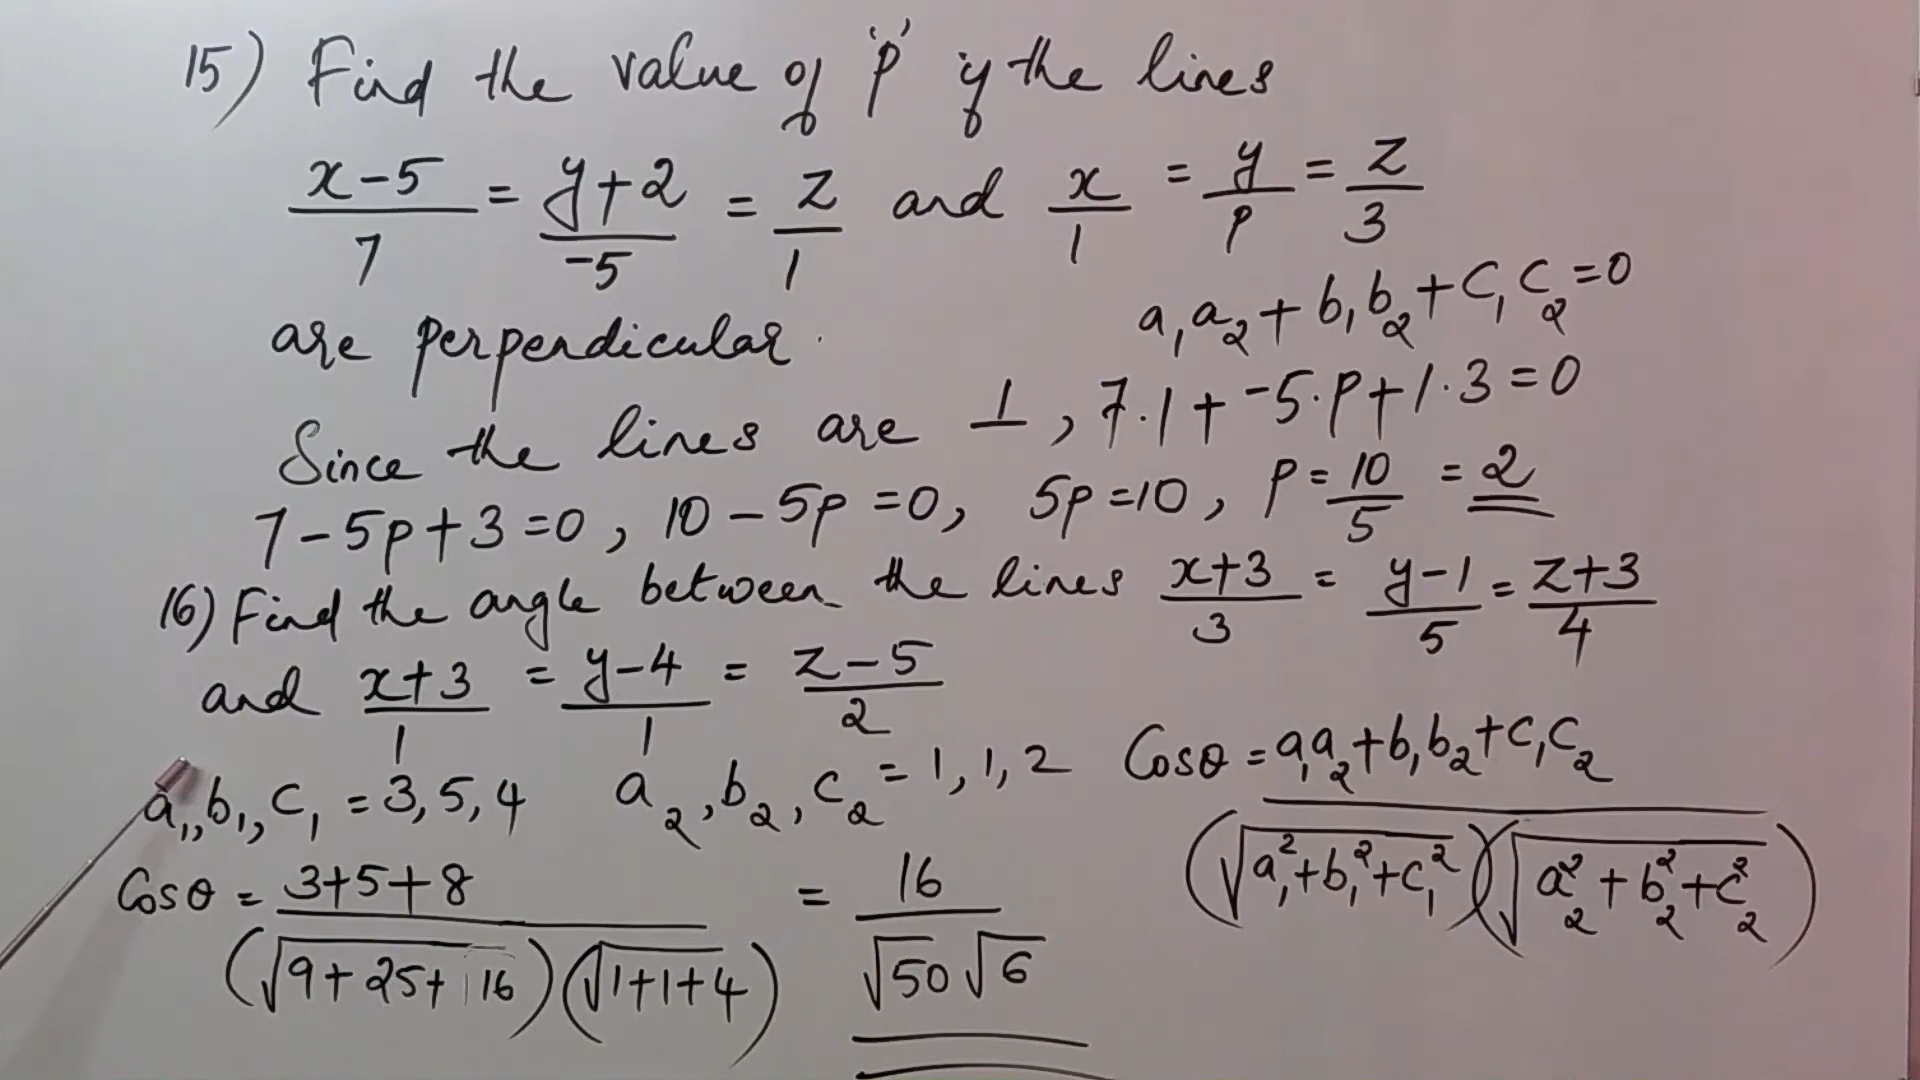 15) Find the value of 'p' if the lines
x-5/7 = y+2/-5 = z/1 and x/1 = y/p = z/3
are perpendicular. a₁a₂ + b₁b₂ + c₁c₂ = 0
Since the lines are ⊥, 7·1 + -5·p + 1·3 = 0
7-5p+3=0, 10-5p=0, 5p=10, p=10/5 = 2
16) Find the angle between the lines x+3/3 = y-1/5 = z+3/4
and x+3/1 = y-4/1 = z-5/2
a₁, b₁, c₁ = 3, 5, 4 a₂, b₂, c₂ = 1, 1, 2 Cosθ = a₁a₂+b₁b₂+c₁c₂/(√a₁²+b₁²+c₁²)(√a₂²+b₂²+c₂²)
Cosθ = 3+5+8/(√9+25+16)(√1+1+4) = 16/√50√6